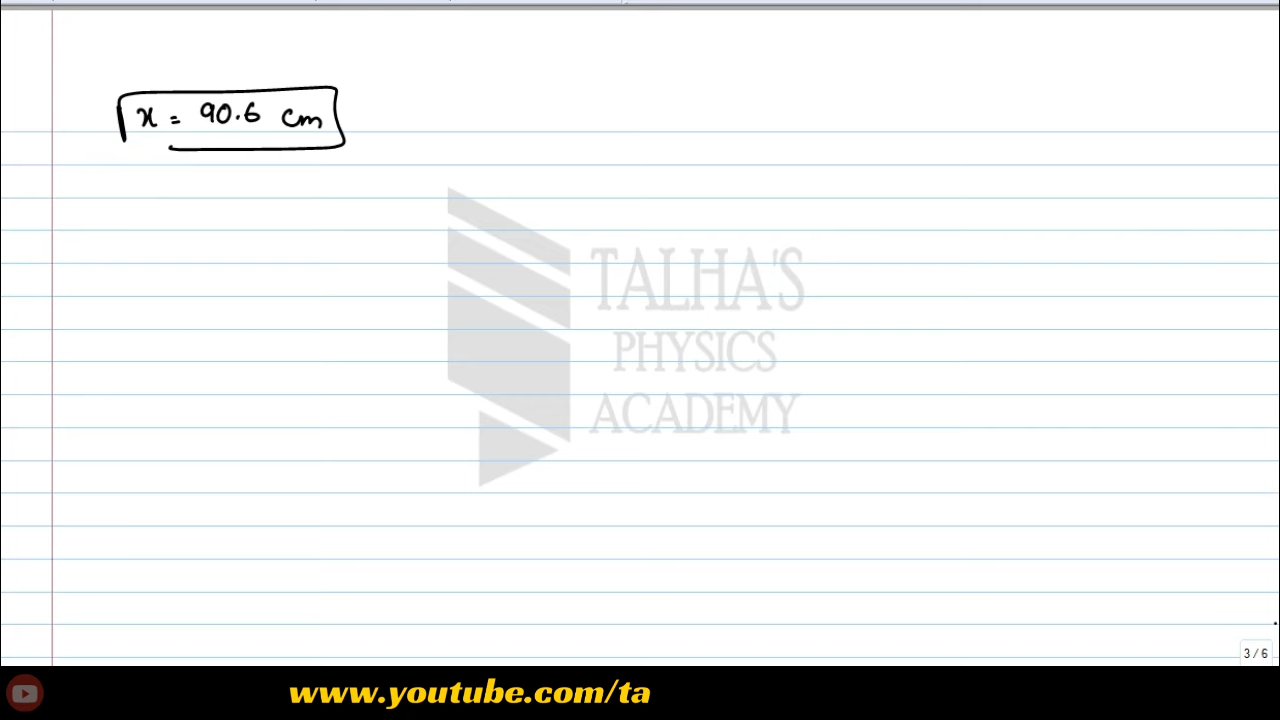 x = 90.6 cm
TALHA'S
PHYSICS
ACADEMY
3 / 6
www.youtube.com/ta